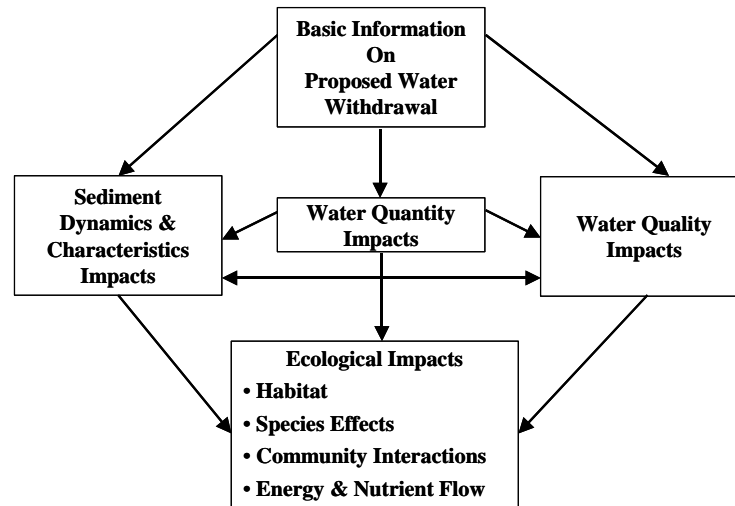 Basic Information
On
Proposed Water
Withdrawal
Sediment
Dynamics &
Characteristics
Impacts
Water Quantity
Impacts
Water Quality
Impacts
Ecological Impacts
• Habitat
• Species Effects
• Community Interactions
• Energy & Nutrient Flow